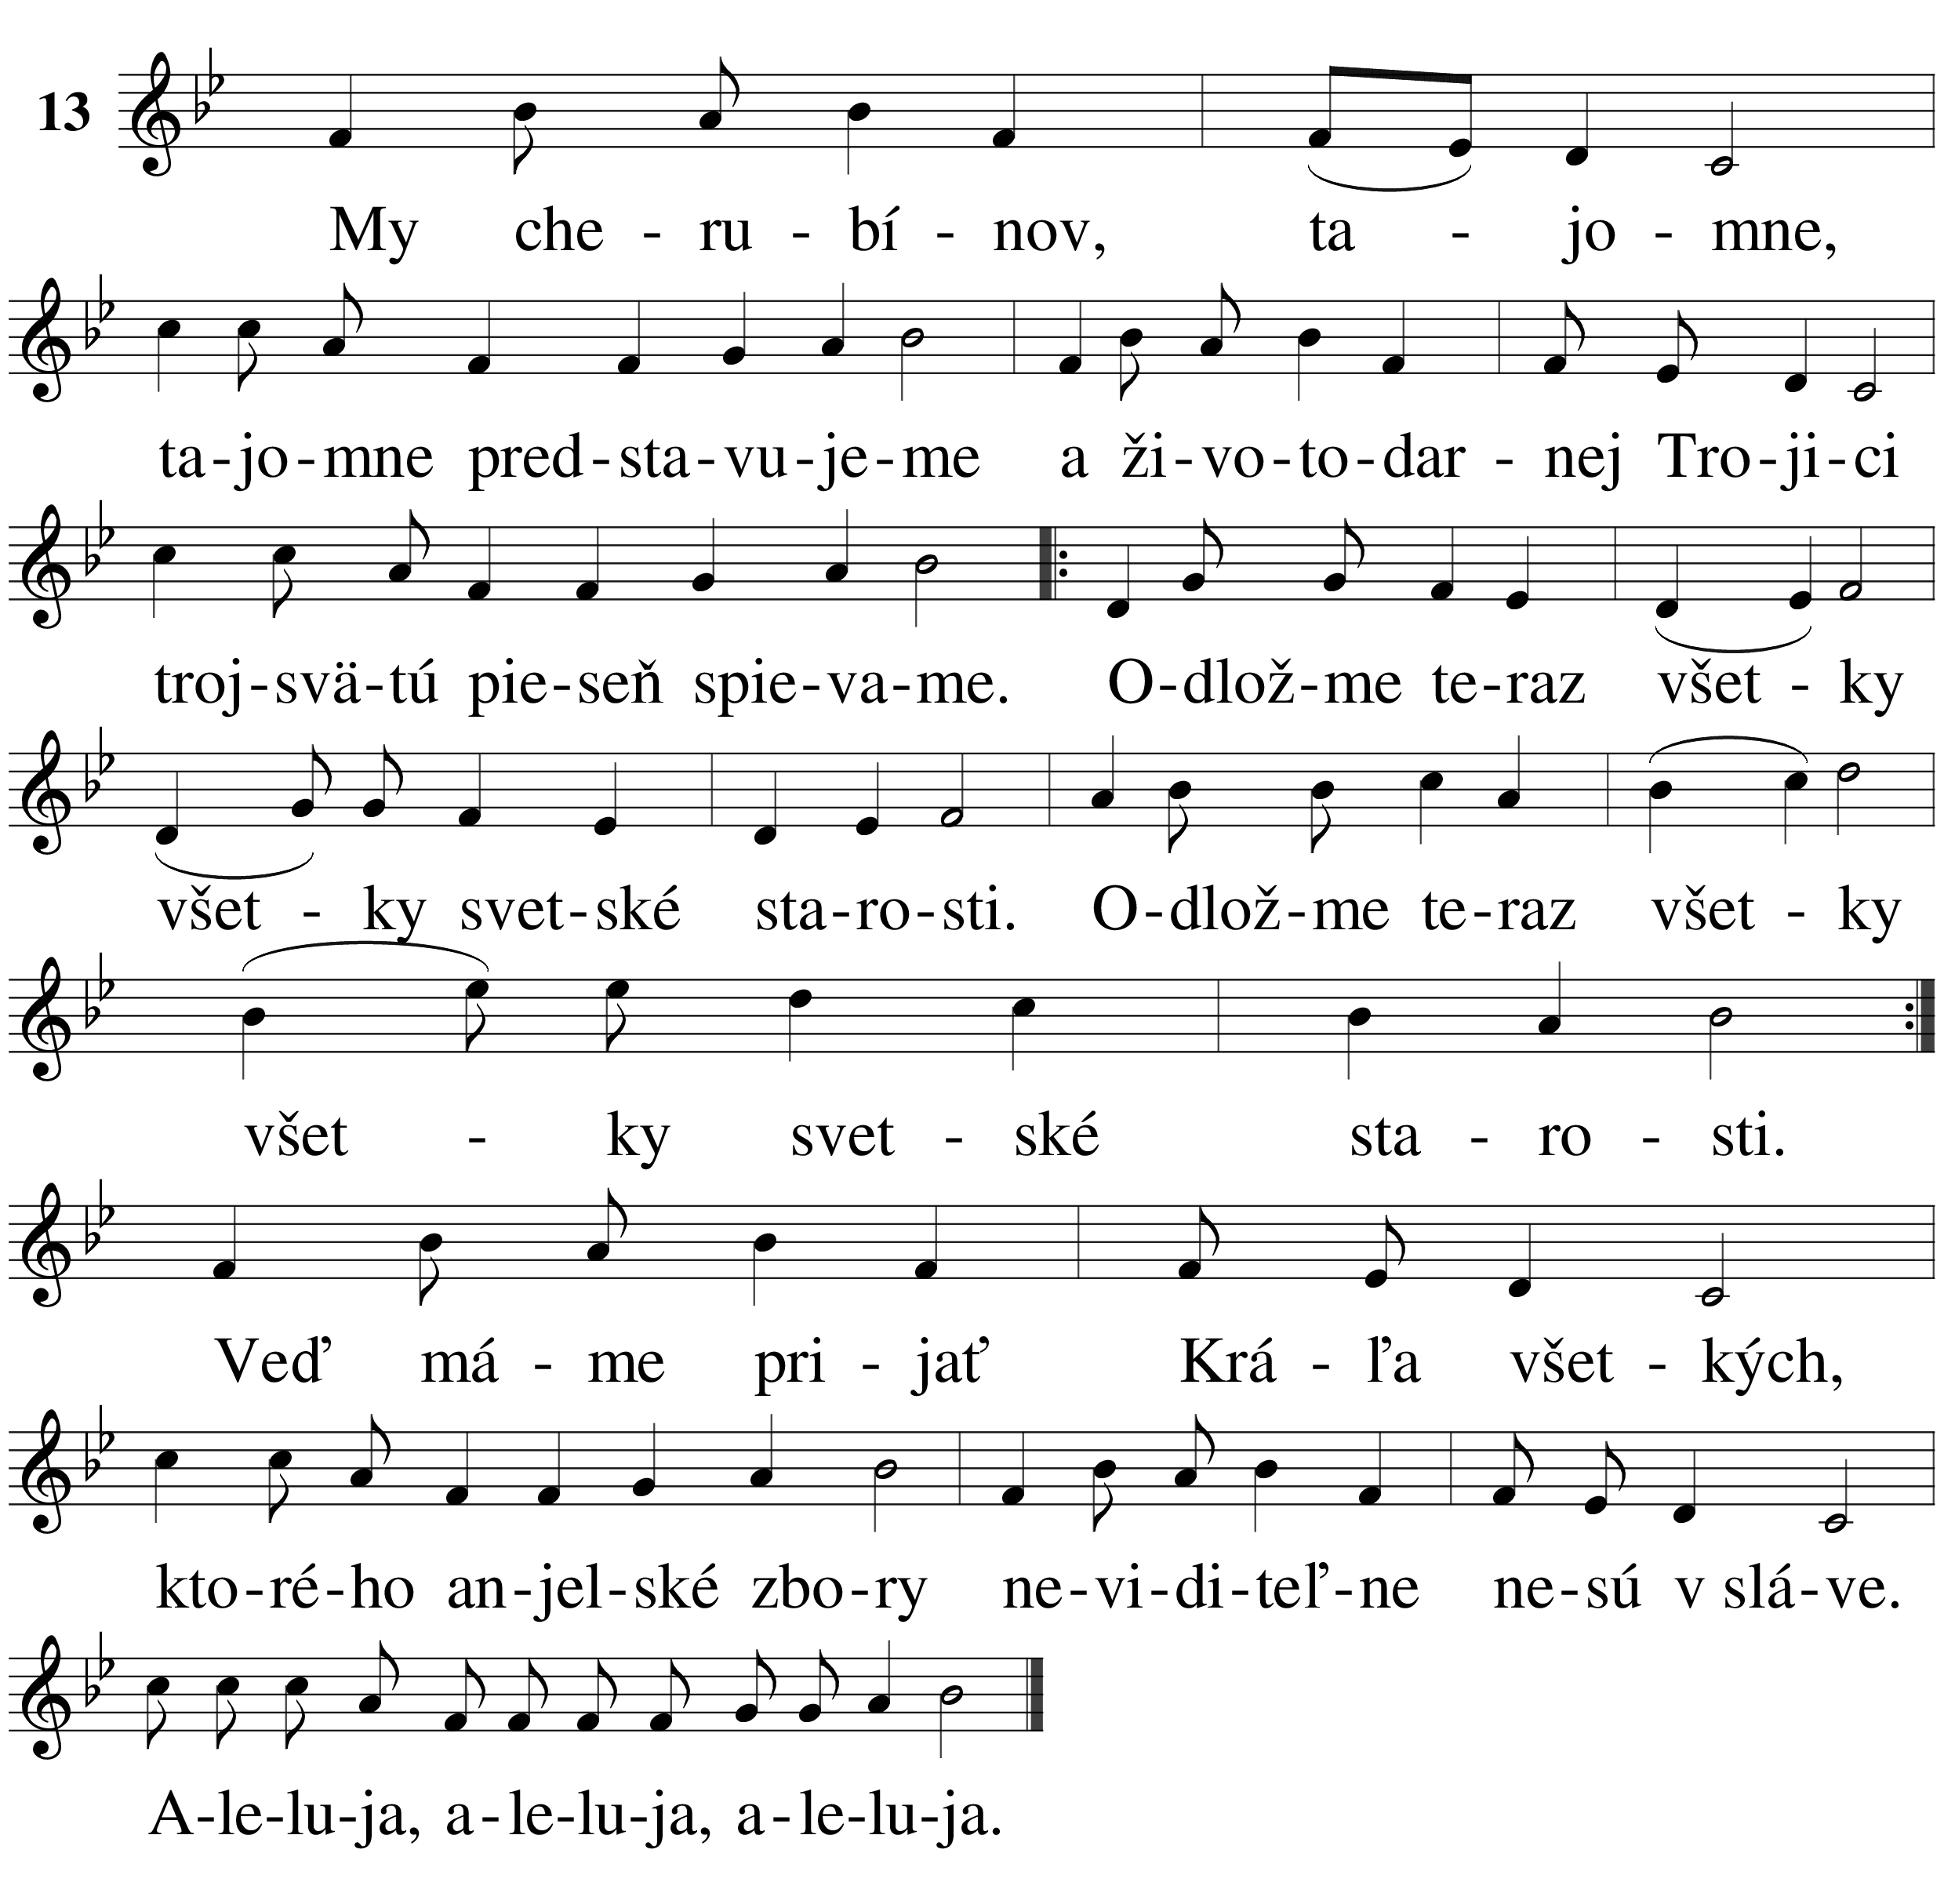 13
My che - ru - bí - nov, ta - jo - mne,
ta-jo-mne pred-sta-vu-je-me a ži-vo-to-dar - nej Tro-ji-ci
troj-svä-tú pie-seň spie-va-me. O-dlož-me te-raz všet - ky
všet - ky svet-ské sta-ro-sti. O-dlož-me te-raz všet - ky
všet - ky svet - ské sta - ro - sti.
Veď má - me pri - jať Krá - ľa všet - kých,
kto-ré-ho an-jel-ské zbo-ry ne-vi-di-teľ-ne ne-sú v slá-ve.
A-le-lu-ja, a-le-lu-ja, a-le-lu-ja.